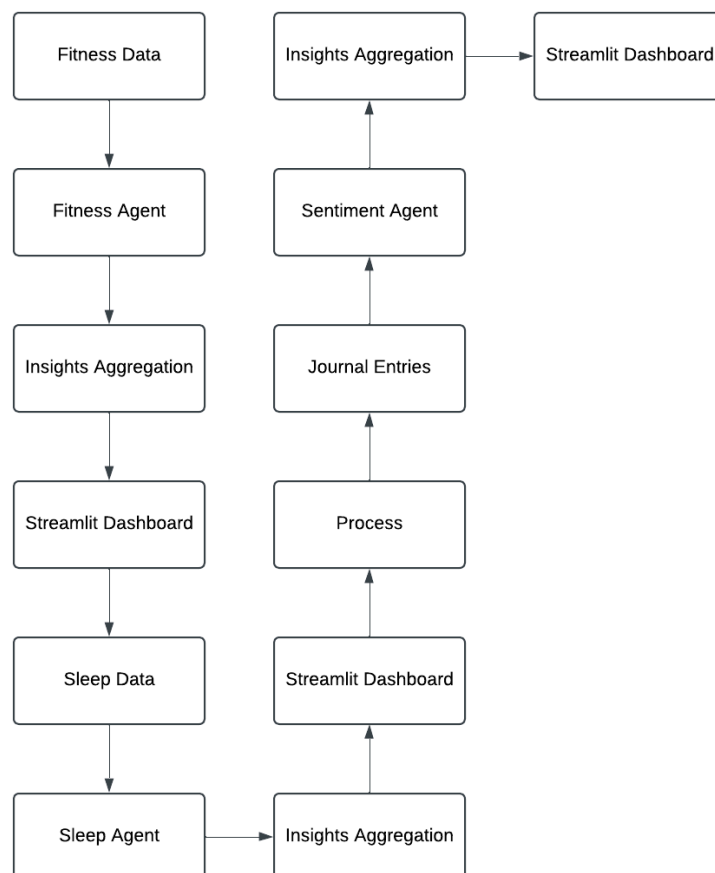 Fitness Data
Fitness Agent
Insights Aggregation
Streamlit Dashboard
Sleep Data
Sleep Agent
Insights Aggregation
Streamlit Dashboard
Process
Journal Entries
Sentiment Agent
Insights Aggregation
Streamlit Dashboard